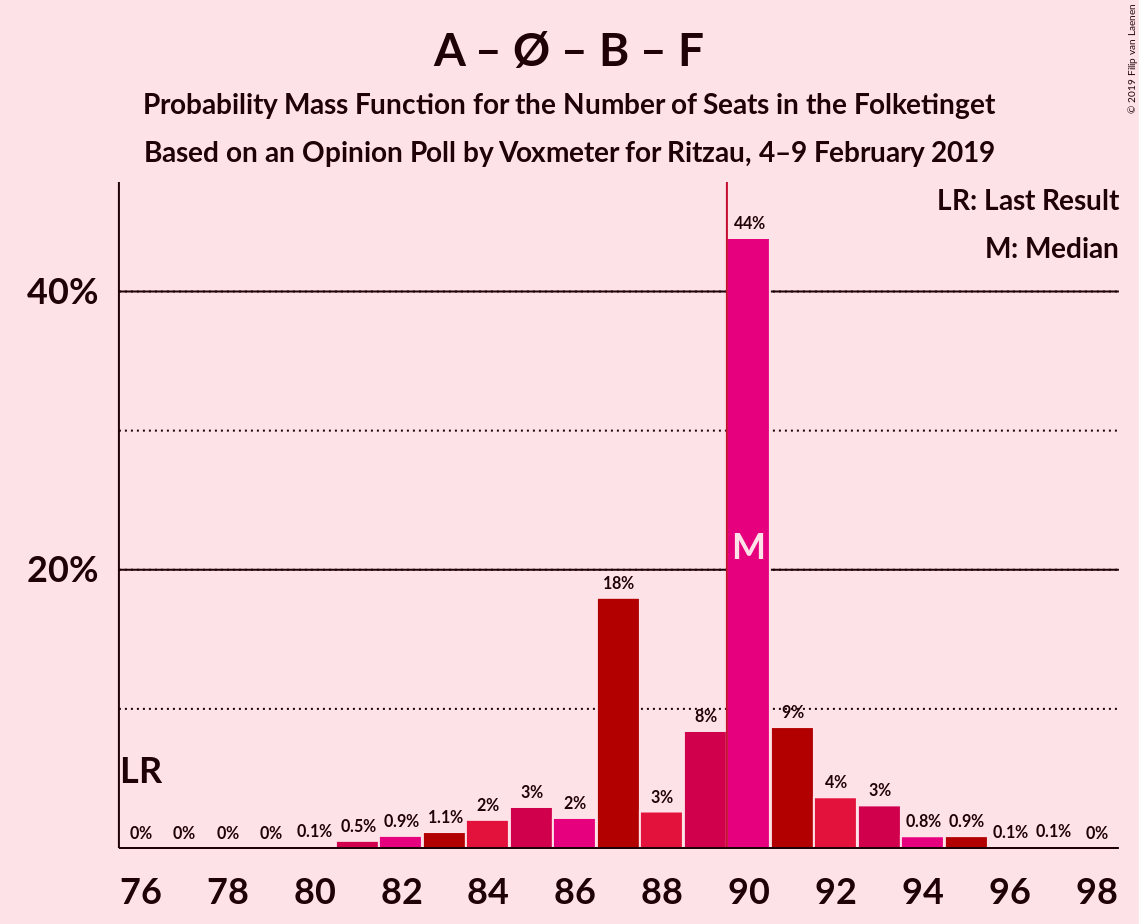 A – Ø – B – F
Probability Mass Function for the Number of Seats in the Folketinget
Based on an Opinion Poll by Voxmeter for Ritzau, 4–9 February 2019
© 2019 Filip van Laenen
LR: Last Result
M: Median
44%
40%
M
20%
18%
9%
8%
LR
4%
3%
3%
3%
2%
2%
1.1%
0.9%
0.5%
0.1%
0%
0%
0%
0%
0.8%
0.9%
0.1%
0.1%
0%
76 78 80 82 84 86 88 90 92 94 96 98